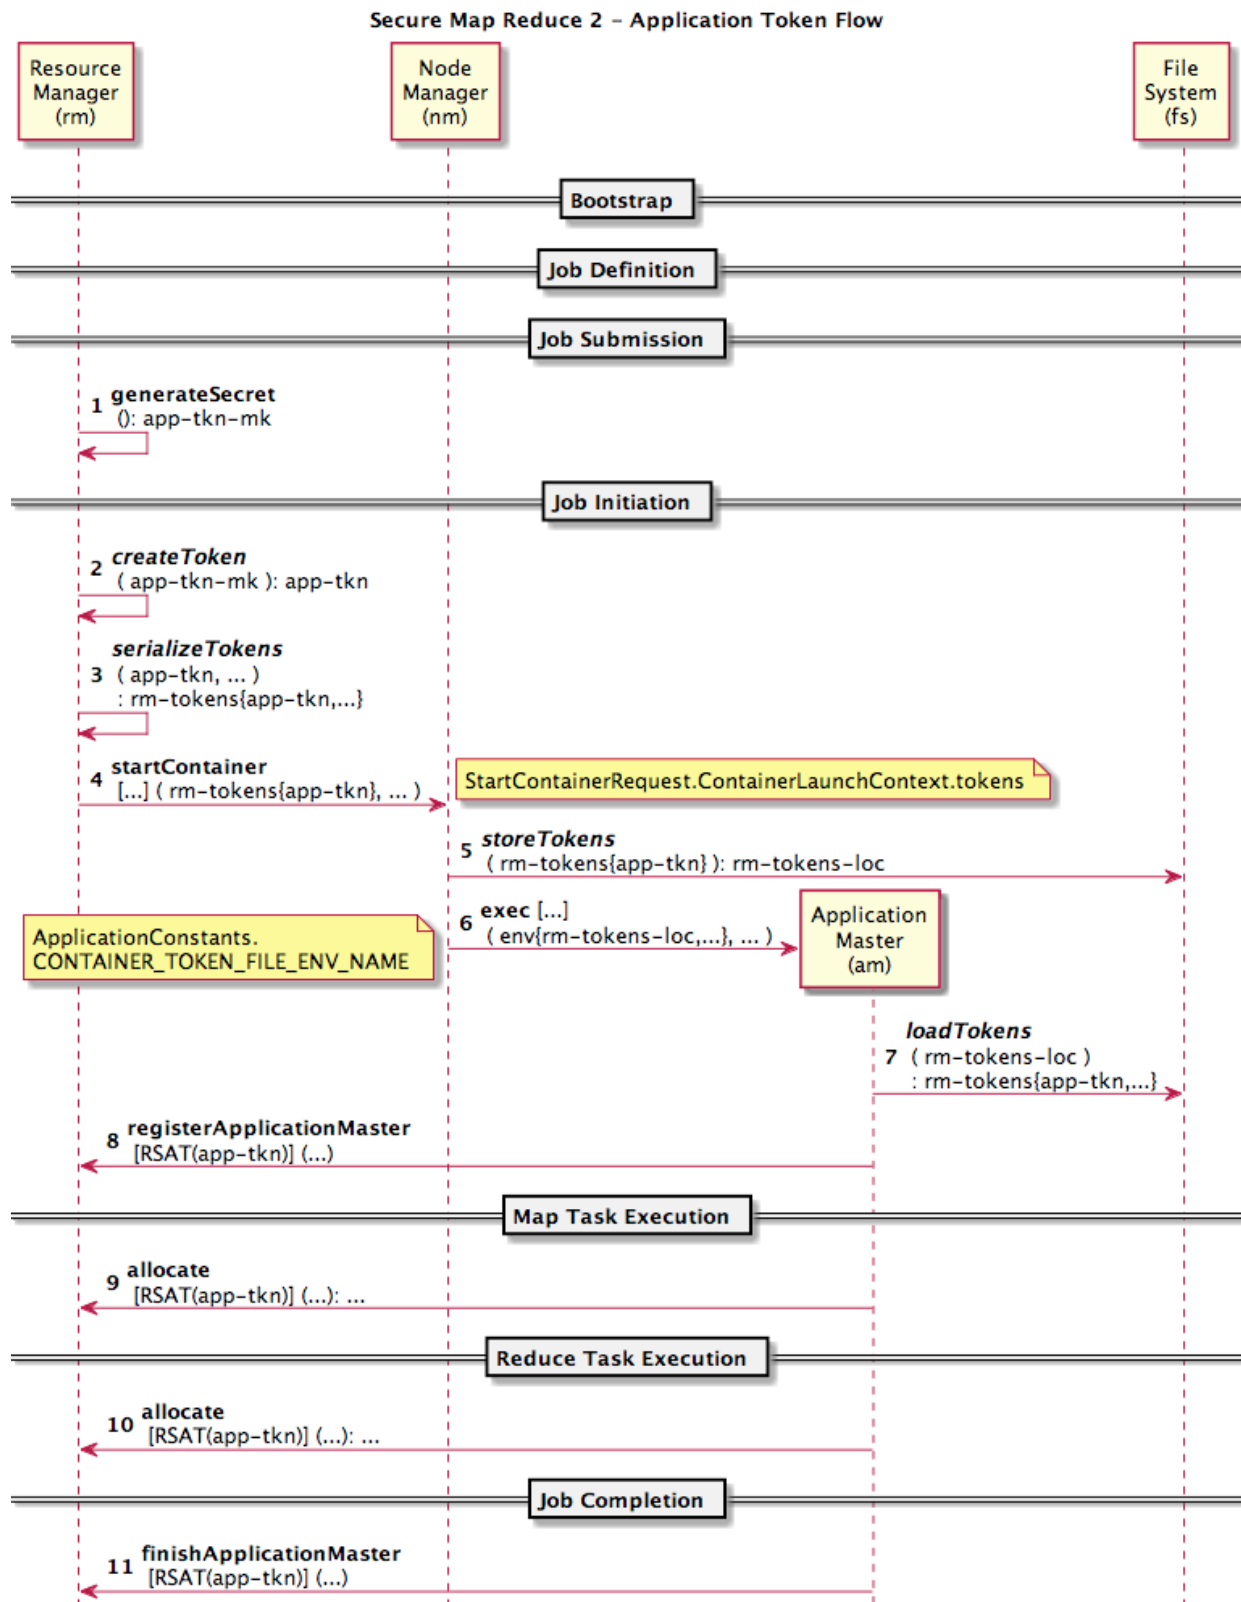 Secure Map Reduce 2 – Application Token Flow
Resource
Manager
(rm)
Node
Manager
(nm)
File
System
(fs)
Bootstrap
Job Definition
Job Submission
1 generateSecret
(): app-tkn-mk
Job Initiation
2 createToken
( app-tkn-mk ): app-tkn
serializeTokens
3 ( app-tkn, ... )
: rm-tokens{app-tkn,...}
4 startContainer
[...] ( rm-tokens{app-tkn}, ... )
StartContainerRequest.ContainerLaunchContext.tokens
5 storeTokens
( rm-tokens{app-tkn} ): rm-tokens-loc
6 exec [...]
( env{rm-tokens-loc,...}, ... )
Application
Master
(am)
ApplicationConstants.
CONTAINER_TOKEN_FILE_ENV_NAME
loadTokens
7 ( rm-tokens-loc )
: rm-tokens{app-tkn,...}
8 registerApplicationMaster
[RSAT(app-tkn)] (...)
Map Task Execution
9 allocate
[RSAT(app-tkn)] (...): ...
Reduce Task Execution
10 allocate
[RSAT(app-tkn)] (...): ...
Job Completion
11 finishApplicationMaster
[RSAT(app-tkn)] (...)